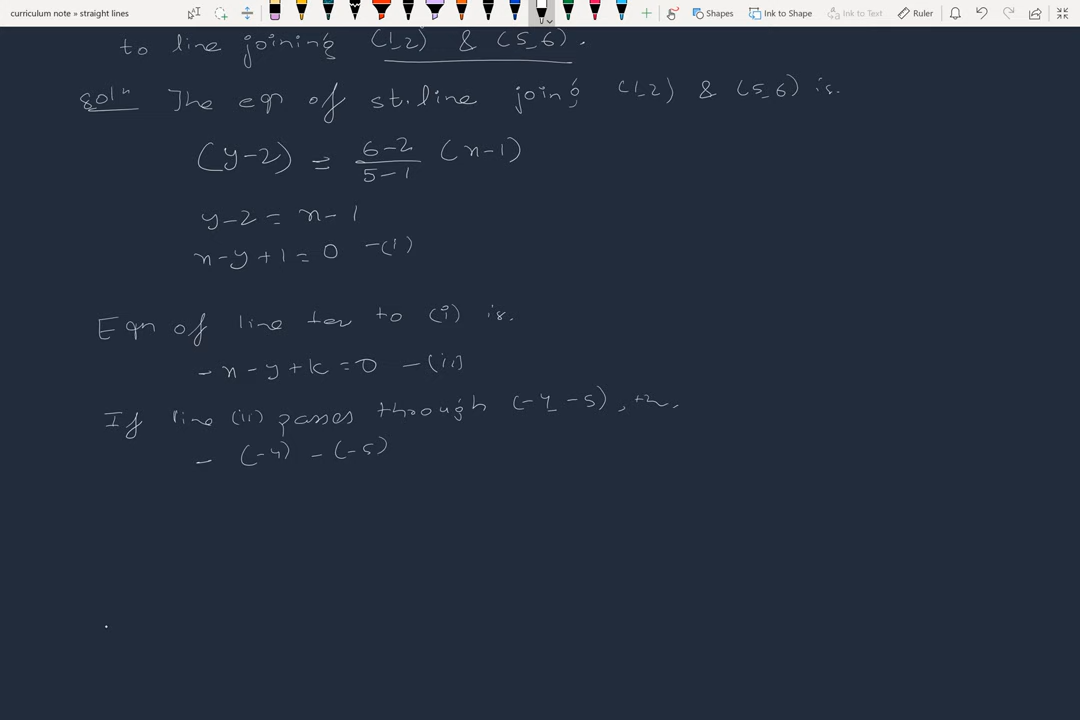 curriculum note » straight lines
Shapes Ink to Shape Ink to Text Ruler
to line joining (1,2) & (5,6).
solⁿ The eqn of st.line joing (1,2) & (5,6) is.
(y-2) = \frac{6-2}{5-1} (x-1)
y-2 = x-1
x-y+1=0 -(i)
Eqn of line ter to (i) is.
-x-y+k=0 -(ii)
If line (ii) passes through (-4,-5), then
- (-4) - (-5)